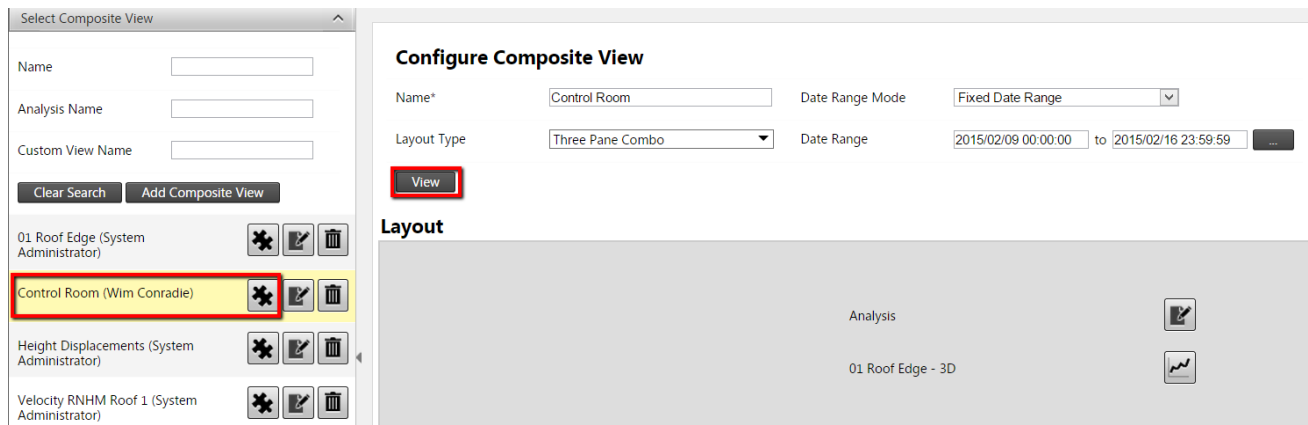 Select Composite View
Name
Analysis Name
Custom View Name
Clear Search
Add Composite View
01 Roof Edge (System
Administrator)
Control Room (Wim Conradie)
Height Displacements (System
Administrator)
Velocity RNHM Roof 1 (System
Administrator)
Configure Composite View
Name*
Control Room
Date Range Mode
Fixed Date Range
Layout Type
Three Pane Combo
Date Range
2015/02/09 00:00:00
to
2015/02/16 23:59:59
...
View
Layout
Analysis
01 Roof Edge - 3D